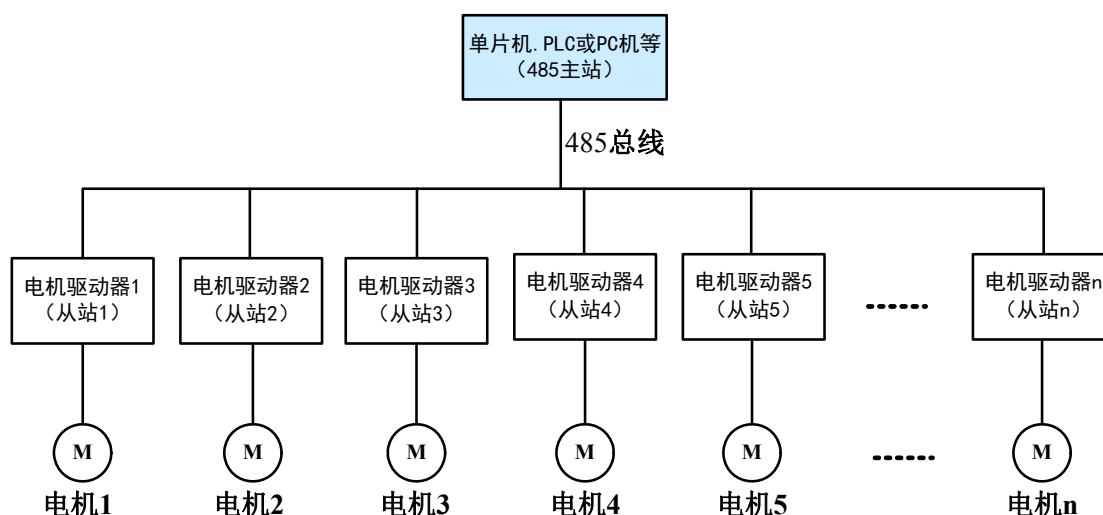 单片机.PLC或PC机等
（485主站）
485总线
电机驱动器1
（从站1）
电机驱动器2
（从站2）
电机驱动器3
（从站3）
电机驱动器4
（从站4）
电机驱动器5
（从站5）
电机驱动器n
（从站n）
M
M
M
M
M
M
电机1
电机2
电机3
电机4
电机5
电机n